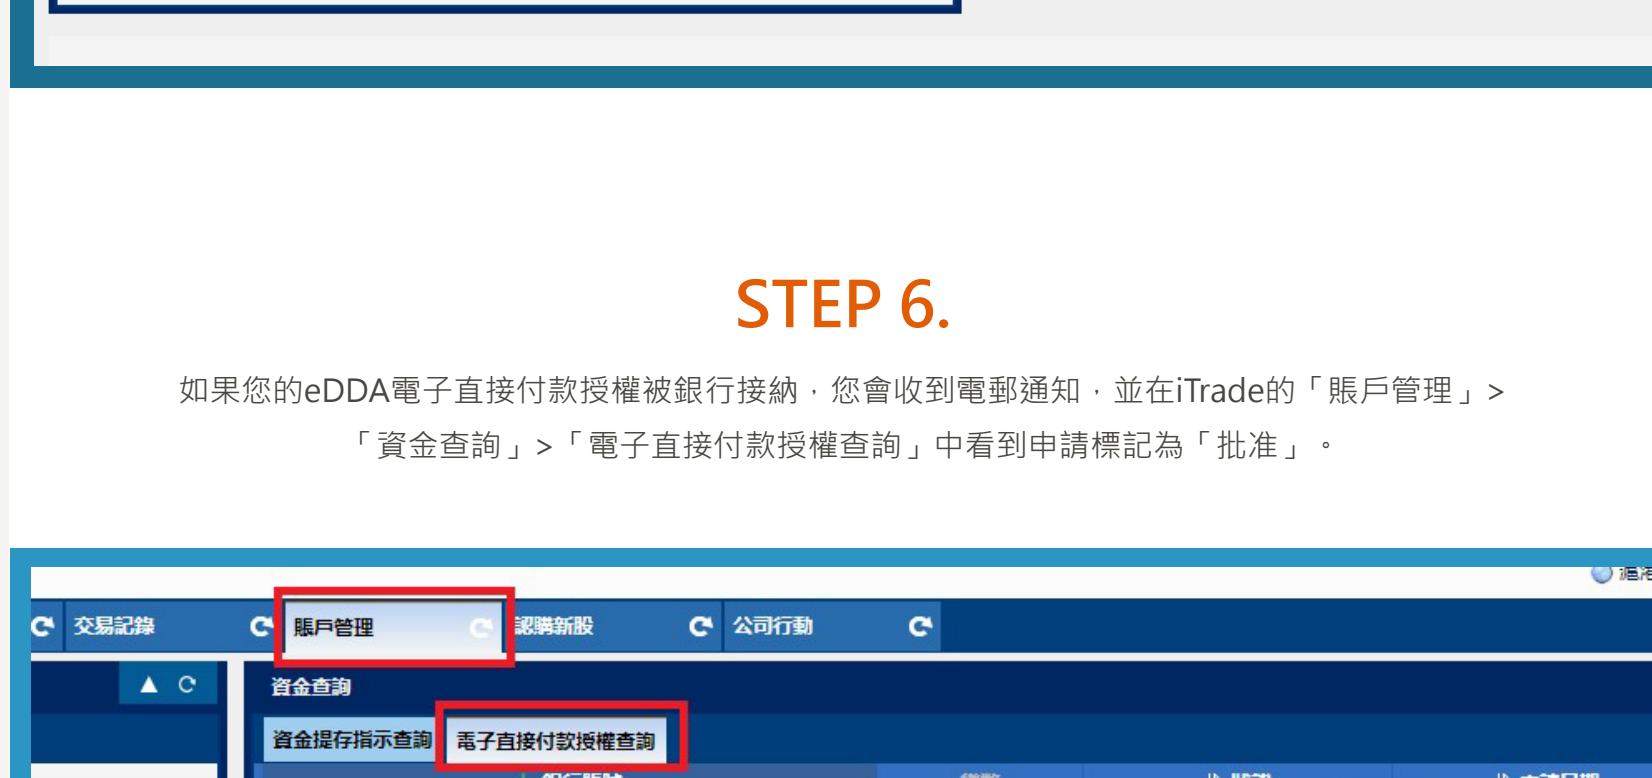 STEP 6.
如果您的eDDA電子直接付款授權被銀行接納，您會收到電郵通知，並在iTrade的「賬戶管理」>
「資金查詢」>「電子直接付款授權查詢」中看到申請標記為「批准」。
交易記錄 賬戶管理 認購新股 公司行動
資金查詢
資金提存指示查詢 電子直接付款授權查詢